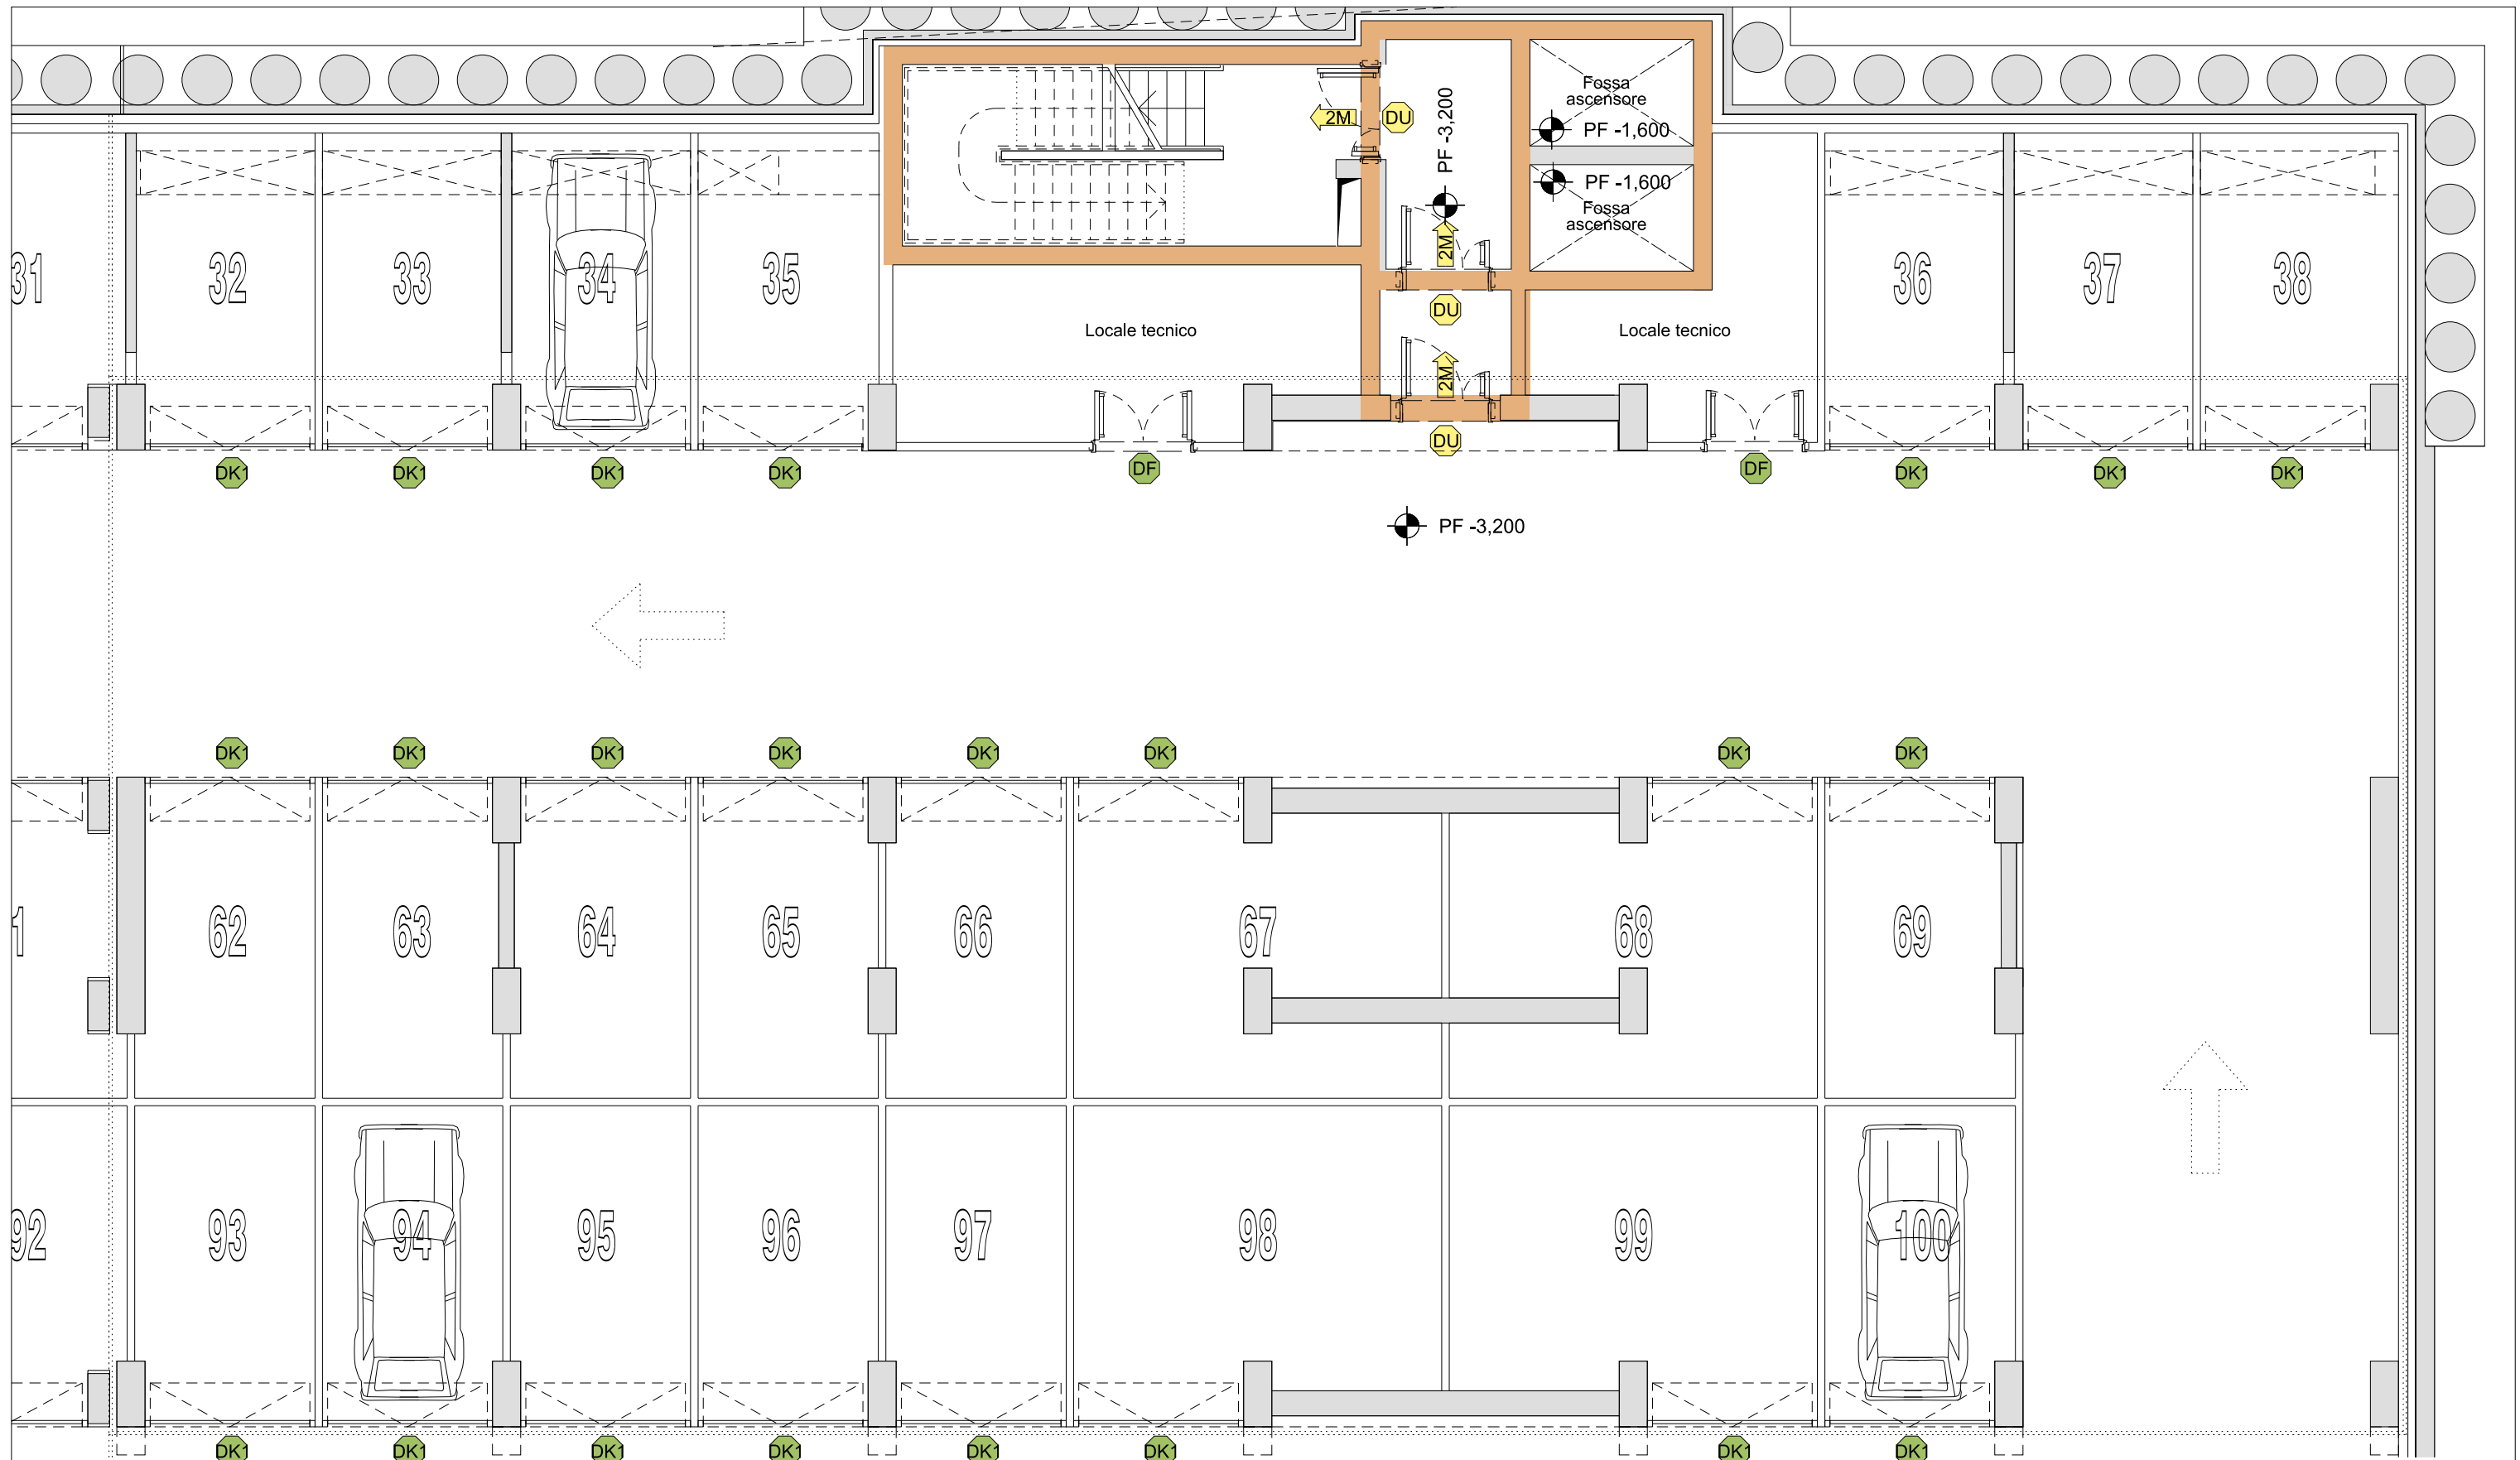 Fossa
ascensore
2M
DU
PF -3,200
PF -1,600
PF -1,600
Fossa
ascensore
2M
31
32
33
34
35
36
37
38
DU
Locale tecnico
Locale tecnico
2M
DU
DK1
DK1
DK1
DK1
DF
DF
DK1
DK1
DK1
PF -3,200
DK1
DK1
DK1
DK1
DK1
DK1
DK1
DK1
1
62
63
64
65
66
67
68
69
92
93
94
95
96
97
98
99
100
DK1
DK1
DK1
DK1
DK1
DK1
DK1
DK1